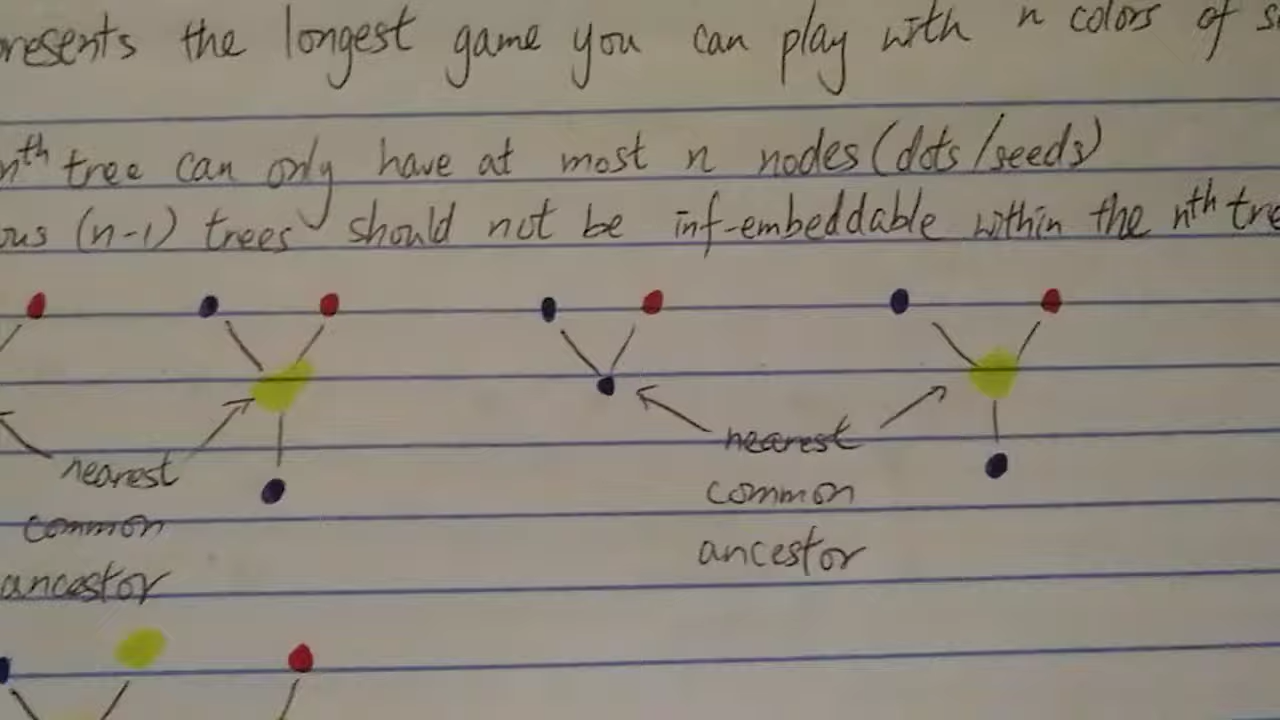 resents the longest game you can play with n colors of s
nth tree can only have at most n nodes (dots/seeds)
ous (n-1) trees should not be inf-embeddable within the nth tre
nearest
common
ancestor
nearest
common
ancestor